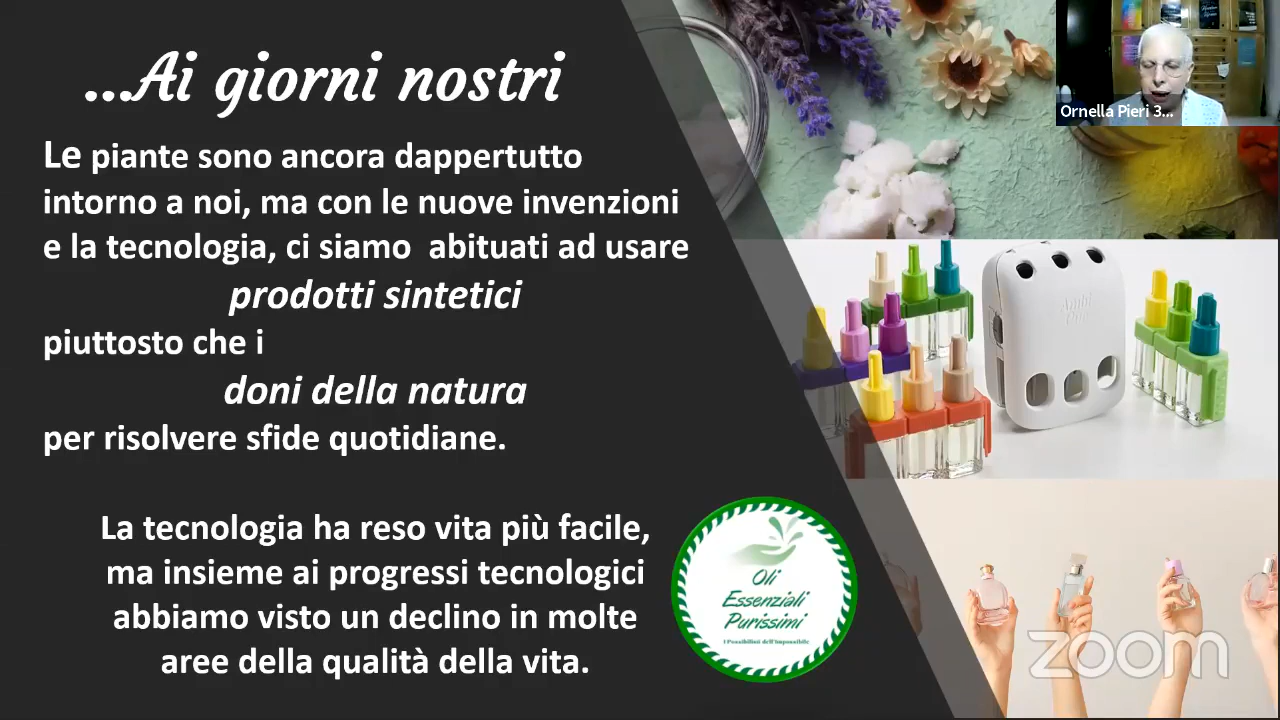 ...Ai giorni nostri
Le piante sono ancora dappertutto
intorno a noi, ma con le nuove invenzioni
e la tecnologia, ci siamo abituati ad usare
prodotti sintetici
piuttosto che i
doni della natura
per risolvere sfide quotidiane.
La tecnologia ha reso vita più facile,
ma insieme ai progressi tecnologici
abbiamo visto un declino in molte
aree della qualità della vita.
Oli
Essenziali
Purissimi
I Possibilini dell'Impossibile
Ornella Pieri 3...
zoom